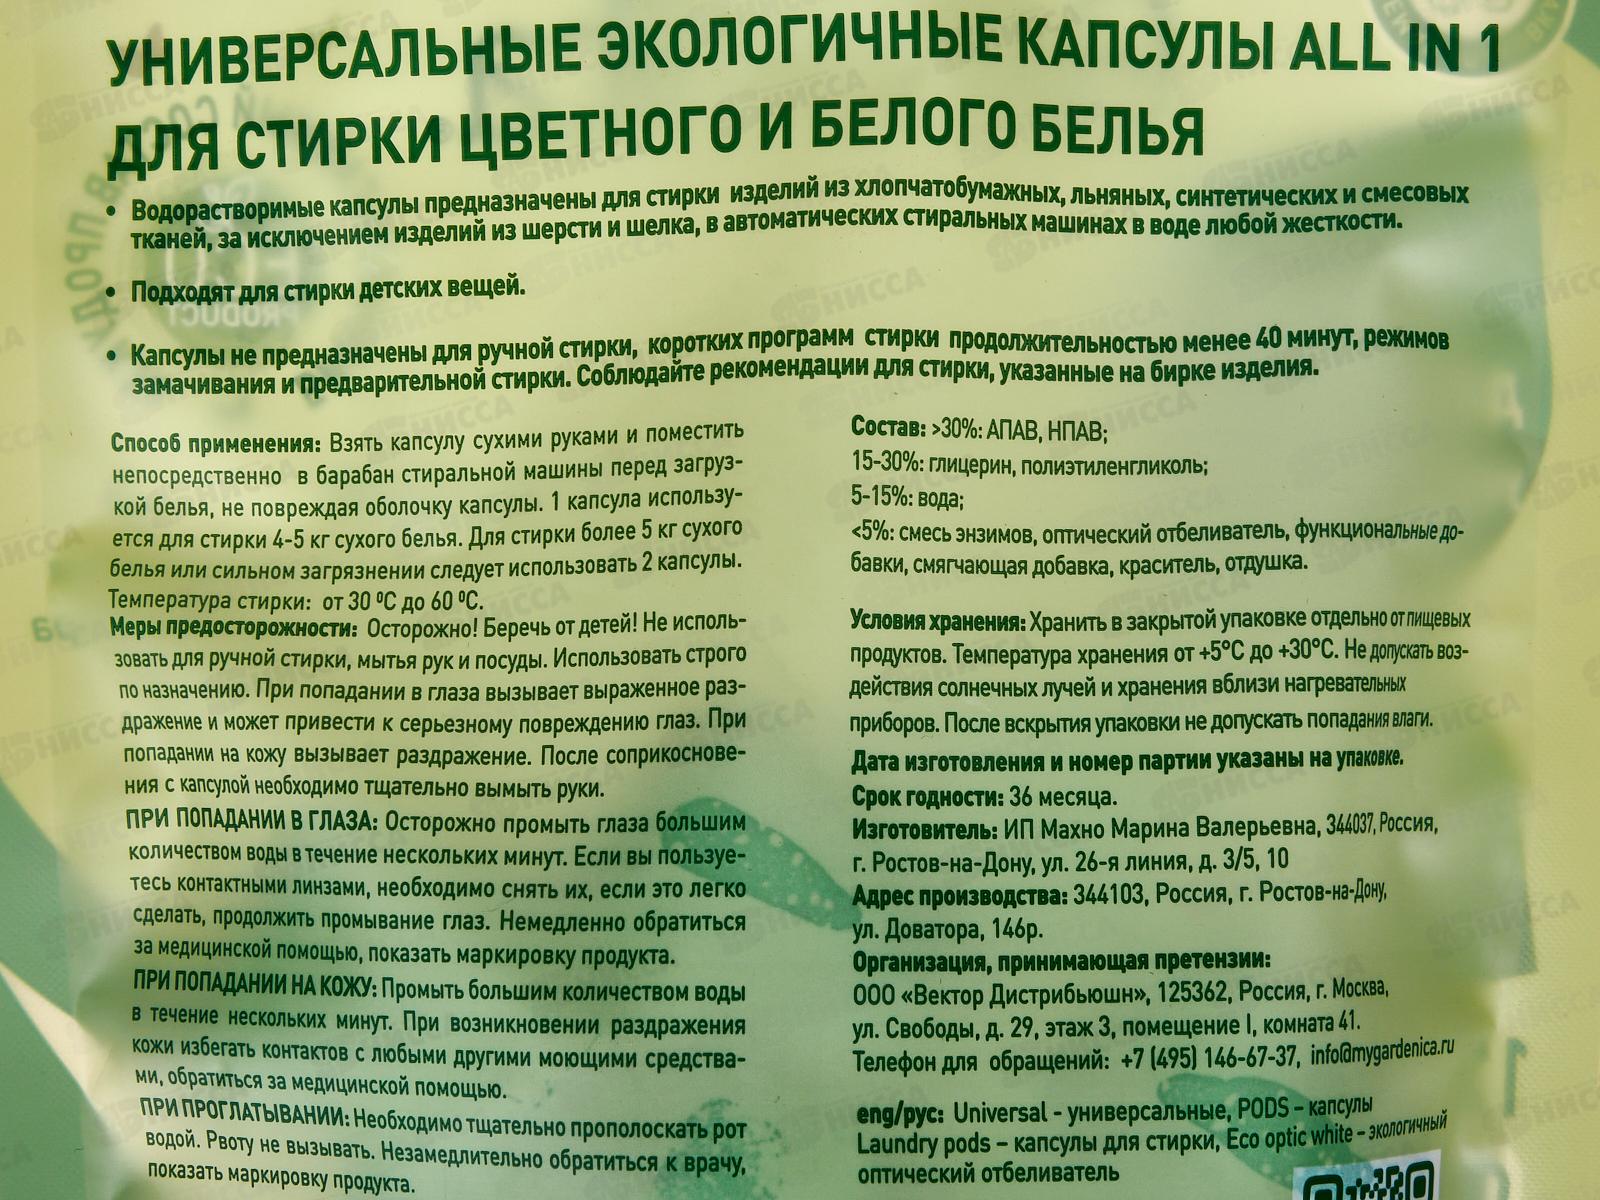 УНИВЕРСАЛЬНЫЕ ЭКОЛОГИЧНЫЕ КАПСУЛЫ ALL IN 1
ДЛЯ СТИРКИ ЦВЕТНОГО И БЕЛОГО БЕЛЬЯ
• Водорастворимые капсулы предназначены для стирки изделий из хлопчатобумажных, льняных, синтетических и смесовых
тканей, за исключением изделий из шерсти и шелка, в автоматических стиральных машинах в воде любой жесткости.
• Подходят для стирки детских вещей.
• Капсулы не предназначены для ручной стирки, коротких программ стирки продолжительностью менее 40 минут, режимов
замачивания и предварительной стирки. Соблюдайте рекомендации для стирки, указанные на бирке изделия.
Способ применения: Взять капсулу сухими руками и поместить
непосредственно в барабан стиральной машины перед загруз-
кой белья, не повреждая оболочку капсулы. 1 капсула использу-
ется для стирки 4-5 кг сухого белья. Для стирки более 5 кг сухого
белья или сильном загрязнении следует использовать 2 капсулы.
Температура стирки: от 30 ºС до 60 ºС.
Меры предосторожности: Осторожно! Беречь от детей! Не исполь-
зовать для ручной стирки, мытья рук и посуды. Использовать строго
по назначению. При попадании в глаза вызывает выраженное раз-
дражение и может привести к серьезному повреждению глаз. При
попадании на кожу вызывает раздражение. После соприкоснове-
ния с капсулой необходимо тщательно вымыть руки.
ПРИ ПОПАДАНИИ В ГЛАЗА: Осторожно промыть глаза большим
количеством воды в течение нескольких минут. Если вы пользуе-
тесь контактными линзами, необходимо снять их, если это легко
сделать, продолжить промывание глаз. Немедленно обратиться
за медицинской помощью, показать маркировку продукта.
ПРИ ПОПАДАНИИ НА КОЖУ: Промыть большим количеством воды
в течение нескольких минут. При возникновении раздражения
кожи избегать контактов с любыми другими моющими средства-
ми, обратиться за медицинской помощью.
ПРИ ПРОГЛАТЫВАНИИ: Необходимо тщательно прополоскать рот
водой. Рвоту не вызывать. Незамедлительно обратиться к врачу,
показать маркировку продукта.
Состав: >30%: АПАВ, НПАВ;
15-30%: глицерин, полиэтиленгликоль;
5-15%: вода;
<5%: смесь энзимов, оптический отбеливатель, функциональные до-
бавки, смягчающая добавка, краситель, отдушка.
Условия хранения: Хранить в закрытой упаковке отдельно от пищевых
продуктов. Температура хранения от +5°С до +30°С. Не допускать воз-
действия солнечных лучей и хранения вблизи нагревательных
приборов. После вскрытия упаковки не допускать попадания влаги.
Дата изготовления и номер партии указаны на упаковке.
Срок годности: 36 месяца.
Изготовитель: ИП Махно Марина Валерьевна, 344037, Россия,
г. Ростов-на-Дону, ул. 26-я линия, д. 3/5, 10
Адрес производства: 344103, Россия, г. Ростов-на-Дону,
ул. Доватора, 146р.
Организация, принимающая претензии:
ООО «Вектор Дистрибьюшн», 125362, Россия, г. Москва,
ул. Свободы, д. 29, этаж 3, помещение I, комната 41.
Телефон для обращений: +7 (495) 146-67-37, info@mygardenica.ru
eng/рус: Universal - универсальные, PODS – капсулы
Laundry pods – капсулы для стирки, Eco optic white – экологичный
оптический отбеливатель